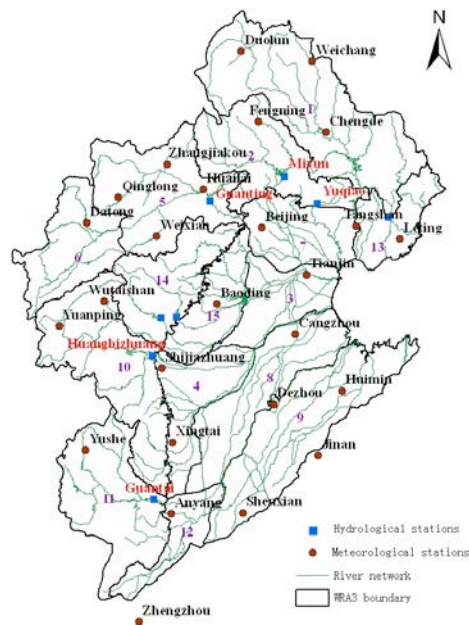 N
Duolun
Weichang
Fengning
1
Chengde
Zhangjiakou
2
Miyun
Huailai
Qinglong
5
Guanting
Yuqiao
Datong
Beijing
Tangshan
Leting
Weixian
7
13
6
14
Tianjin
Wutaishan
Baoding
3
Yuanping
15
Cangzhou
Huangbizhuang
Shijiazhuang
10
8
Huimin
4
Dezhou
9
Xingtai
Yushe
Jinan
Guantai
11
Anyang
Shenxian
12
Hydrological stations
Meteorological stations
River network
WRA3 boundary
Zhengzhou